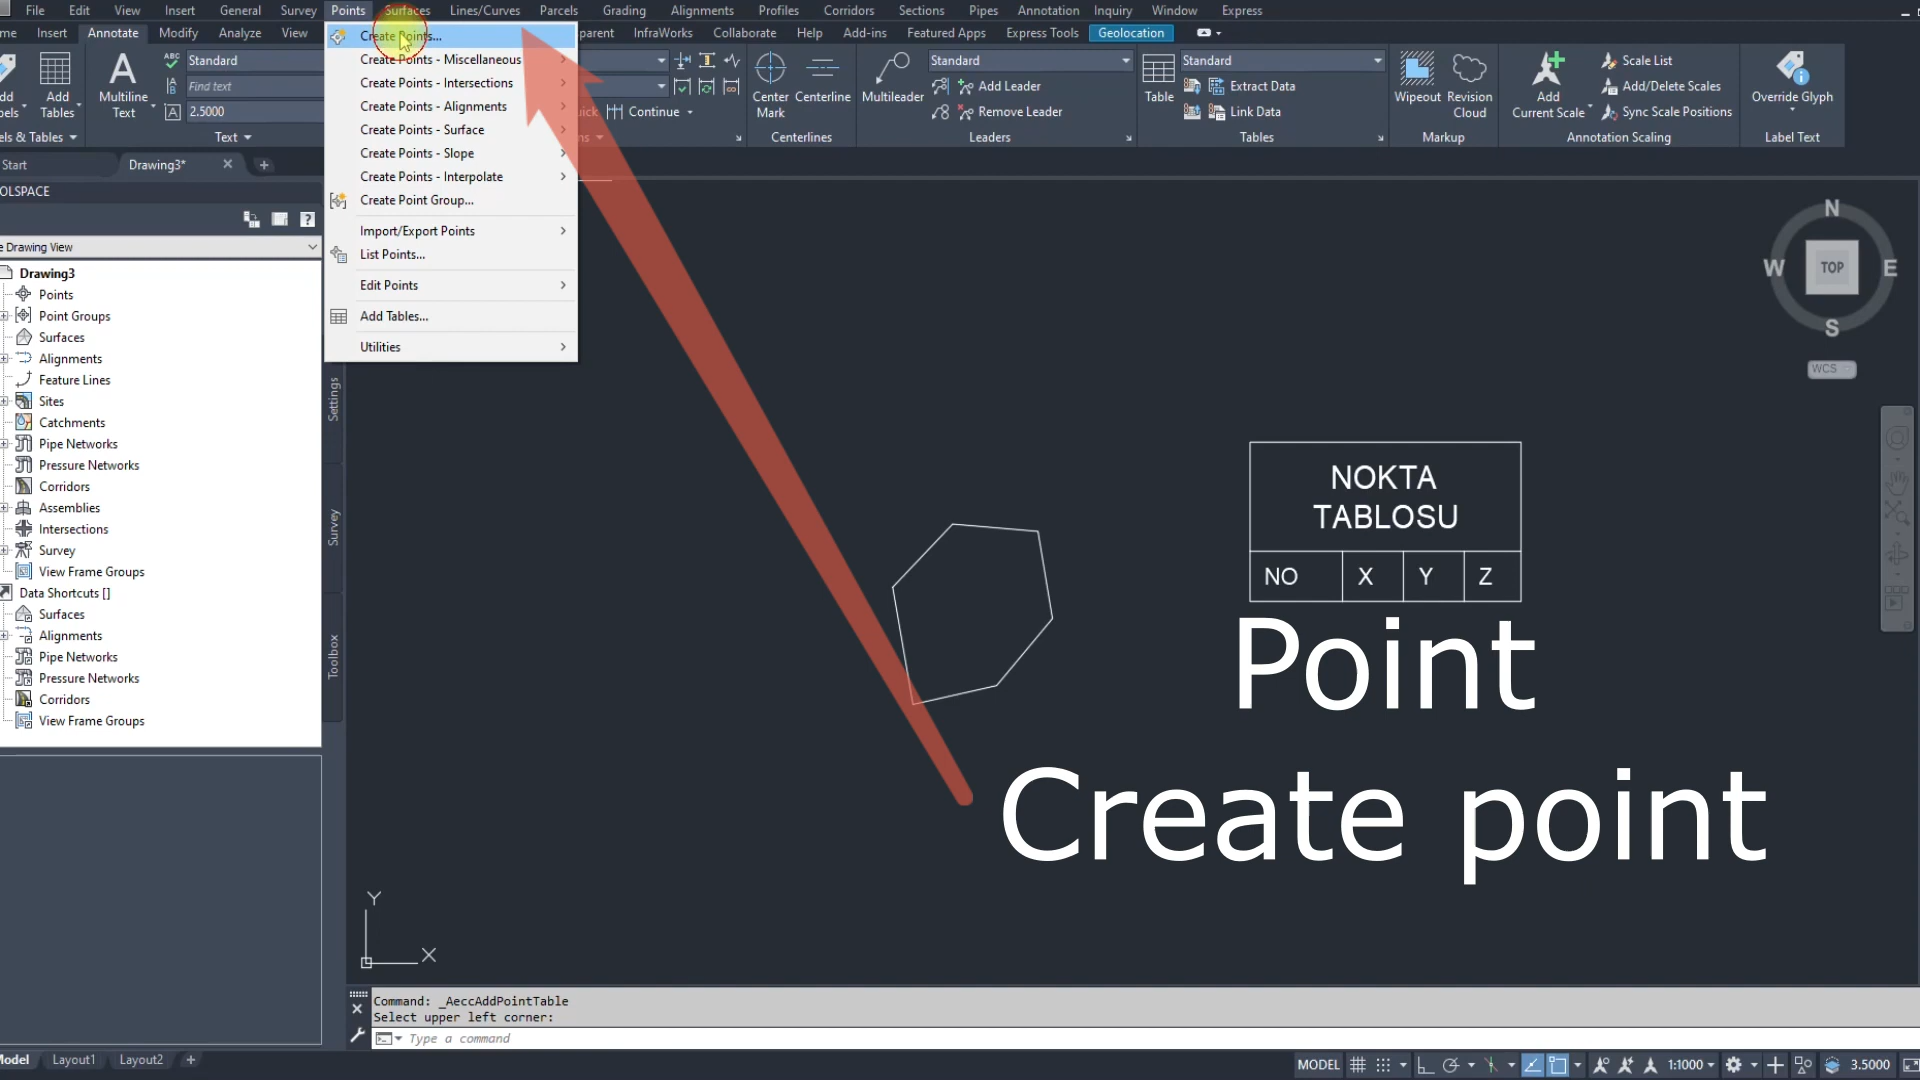 File Edit View Insert General Survey Points Surfaces Lines/Curves Parcels Grading Alignments Profiles Corridors Sections Pipes Annotation Inquiry Window Express
Insert Annotate Modify Analyze View InfraWorks Collaborate Help Add-ins Featured Apps Express Tools Geolocation
Create Points...
Create Points - Miscellaneous
Create Points - Intersections
Create Points - Alignments
Create Points - Surface
Create Points - Slope
Create Points - Interpolate
Create Point Group...
Import/Export Points
List Points...
Edit Points
Add Tables...
Utilities
Add Tables
Multiline Text
ABC
Standard
Find text
2.5000
Text
Continue
Center Mark
Centerline
Centerlines
Multileader
Standard
Add Leader
Remove Leader
Leaders
Table
Standard
Extract Data
Link Data
Tables
Wipeout
Revision Cloud
Markup
Add Current Scale
Scale List
Add/Delete Scales
Sync Scale Positions
Annotation Scaling
Override Glyph
Label Text
Start
Drawing3*
OLSPACE
e Drawing View
Drawing3
Points
Point Groups
Surfaces
Alignments
Feature Lines
Sites
Catchments
Pipe Networks
Pressure Networks
Corridors
Assemblies
Intersections
Survey
View Frame Groups
Data Shortcuts []
Surfaces
Alignments
Pipe Networks
Pressure Networks
Corridors
View Frame Groups
Settings
Survey
Toolbox
N
W TOP E
S
WCS
NOKTA
TABLOSU
NO X Y Z
Point
Create point
Y
X
Command: _AeccAddPointTable
Select upper left corner:
Type a command
Model Layout1 Layout2 +
MODEL 1:1000 3.5000